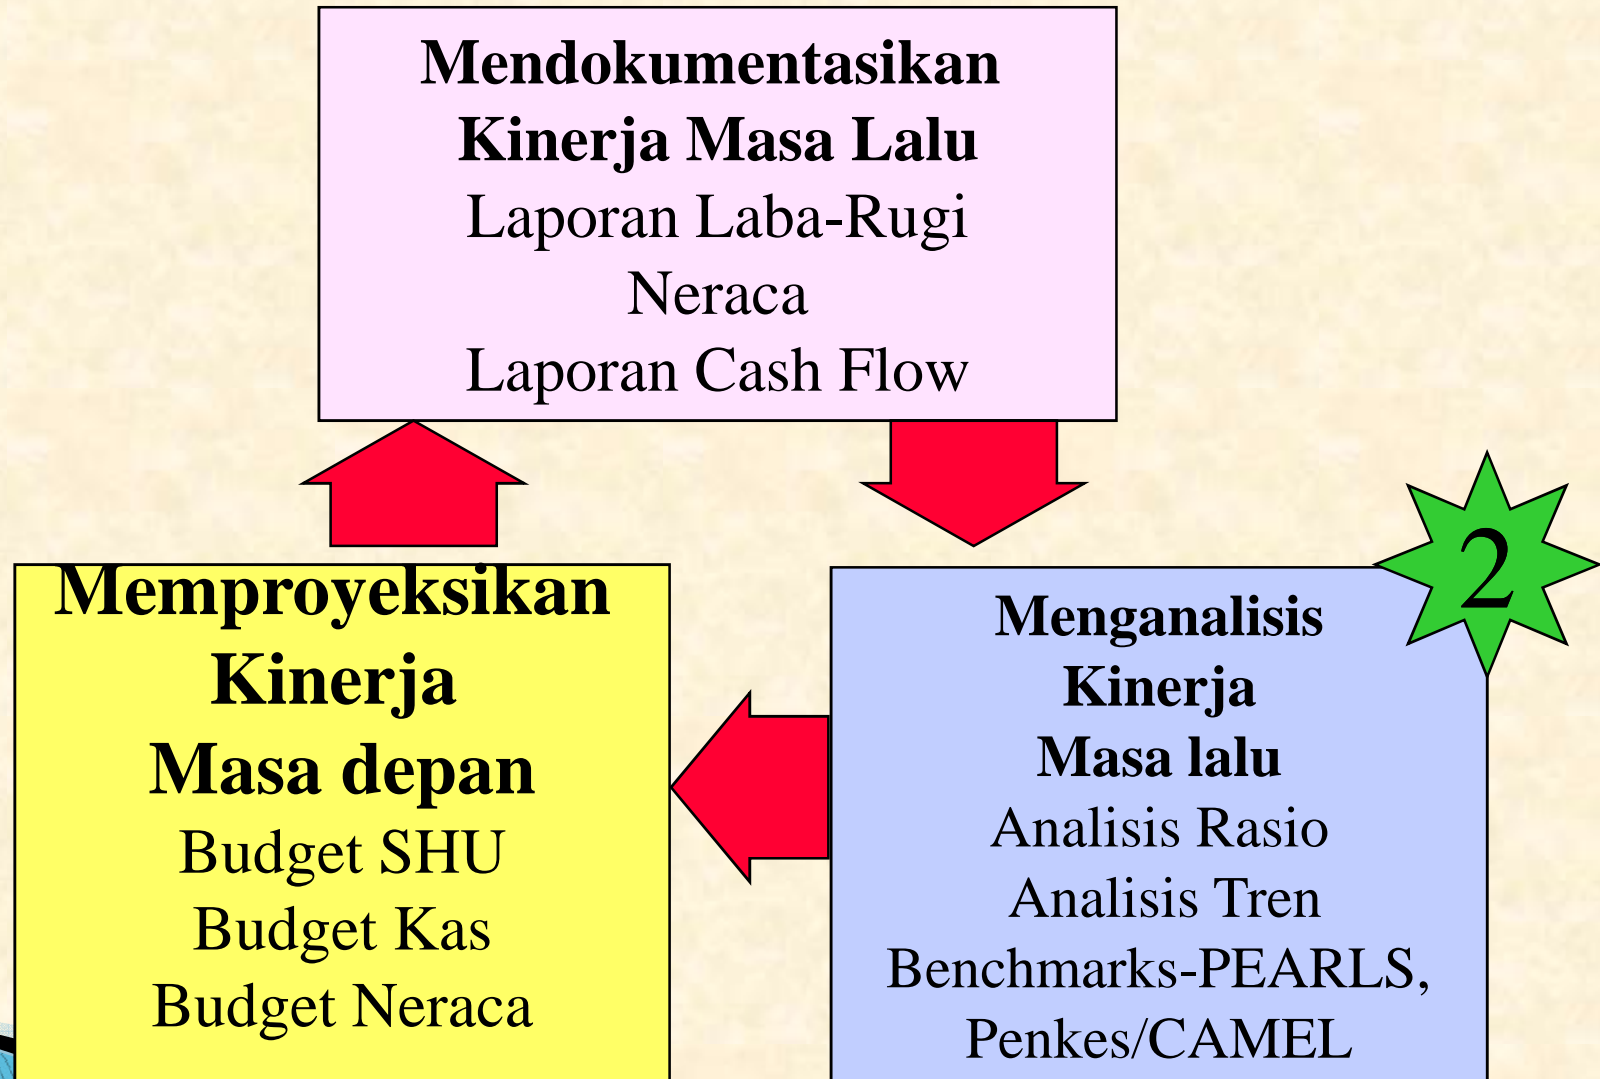 Mendokumentasikan
Kinerja Masa Lalu
Laporan Laba-Rugi
Neraca
Laporan Cash Flow
Memproyeksikan
Kinerja
Masa depan
Budget SHU
Budget Kas
Budget Neraca
2
Menganalisis
Kinerja
Masa lalu
Analisis Rasio
Analisis Tren
Benchmarks-PEARLS,
Penkes/CAMEL